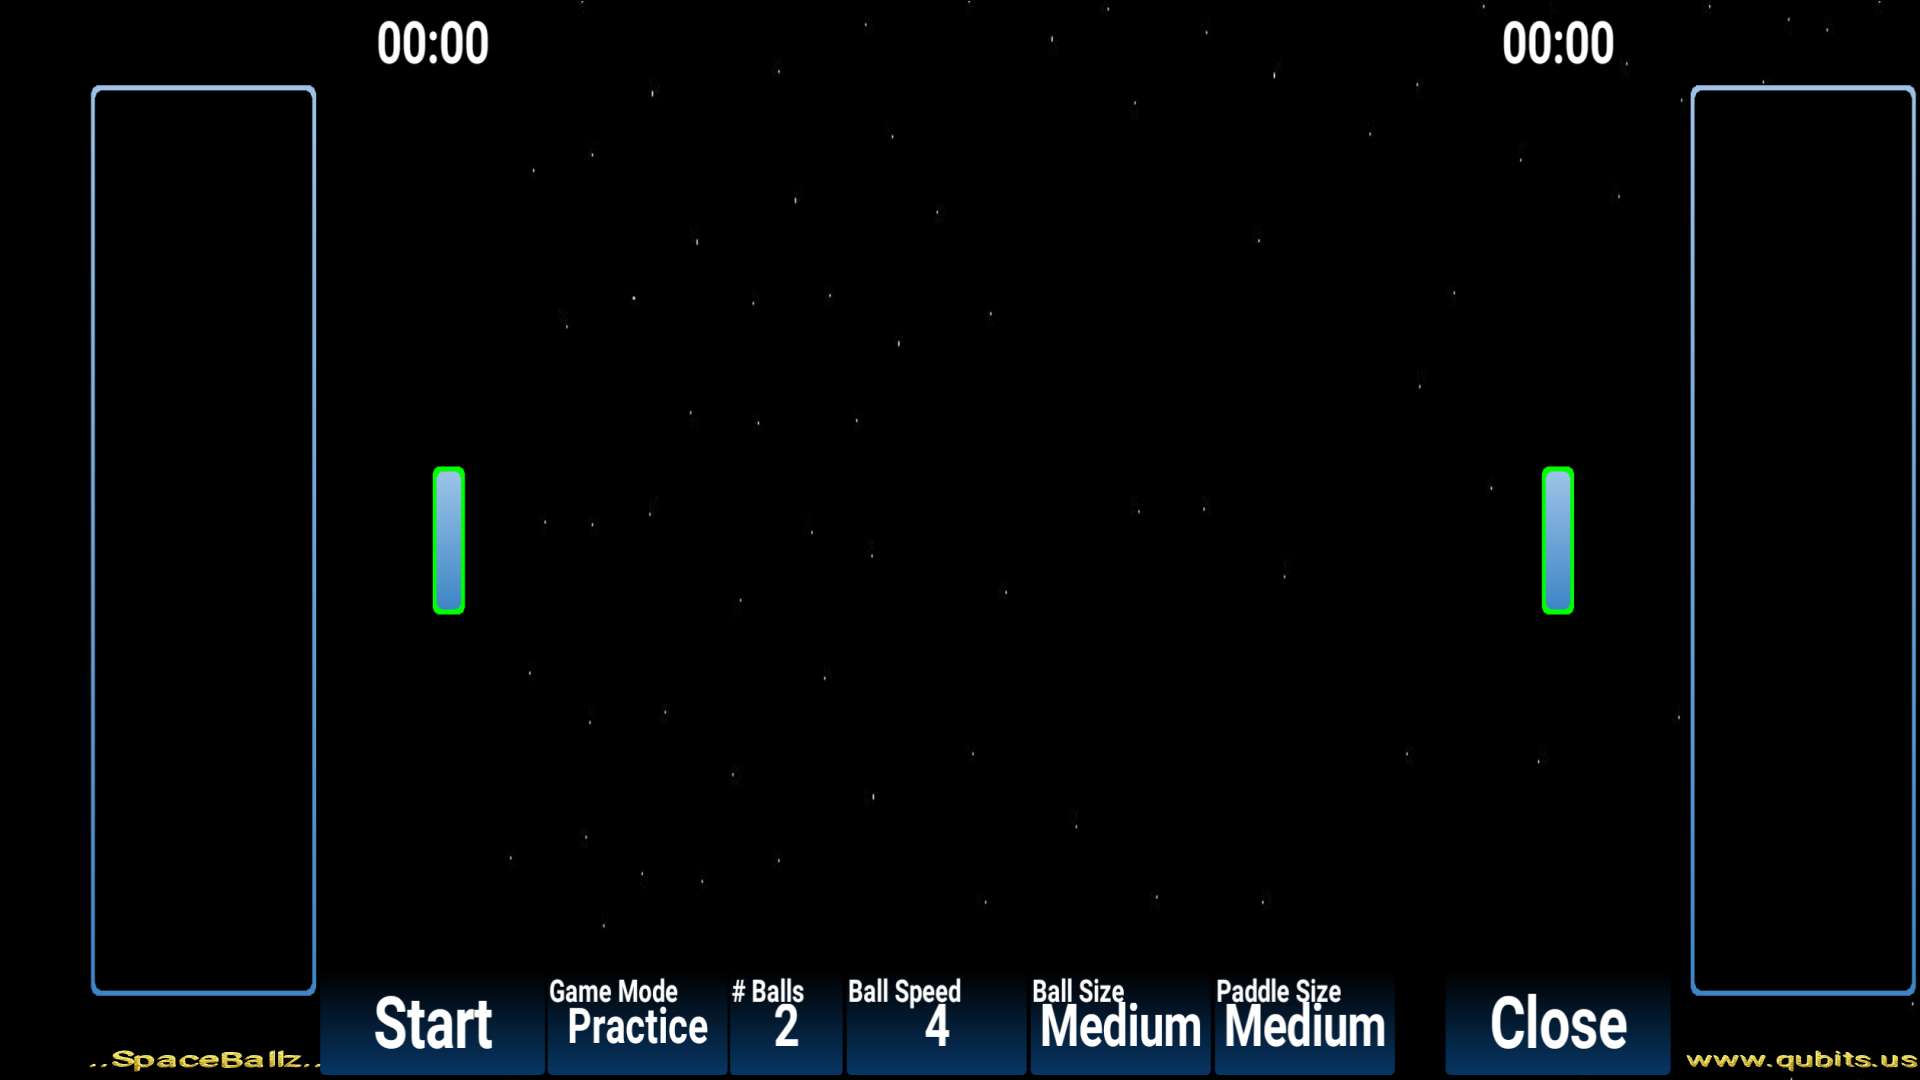 00:00
00:00
Start
Game Mode
Practice
# Balls
2
Ball Speed
4
Ball Size
Medium
Paddle Size
Medium
Close
..SpaceBallz..
www.qubits.us